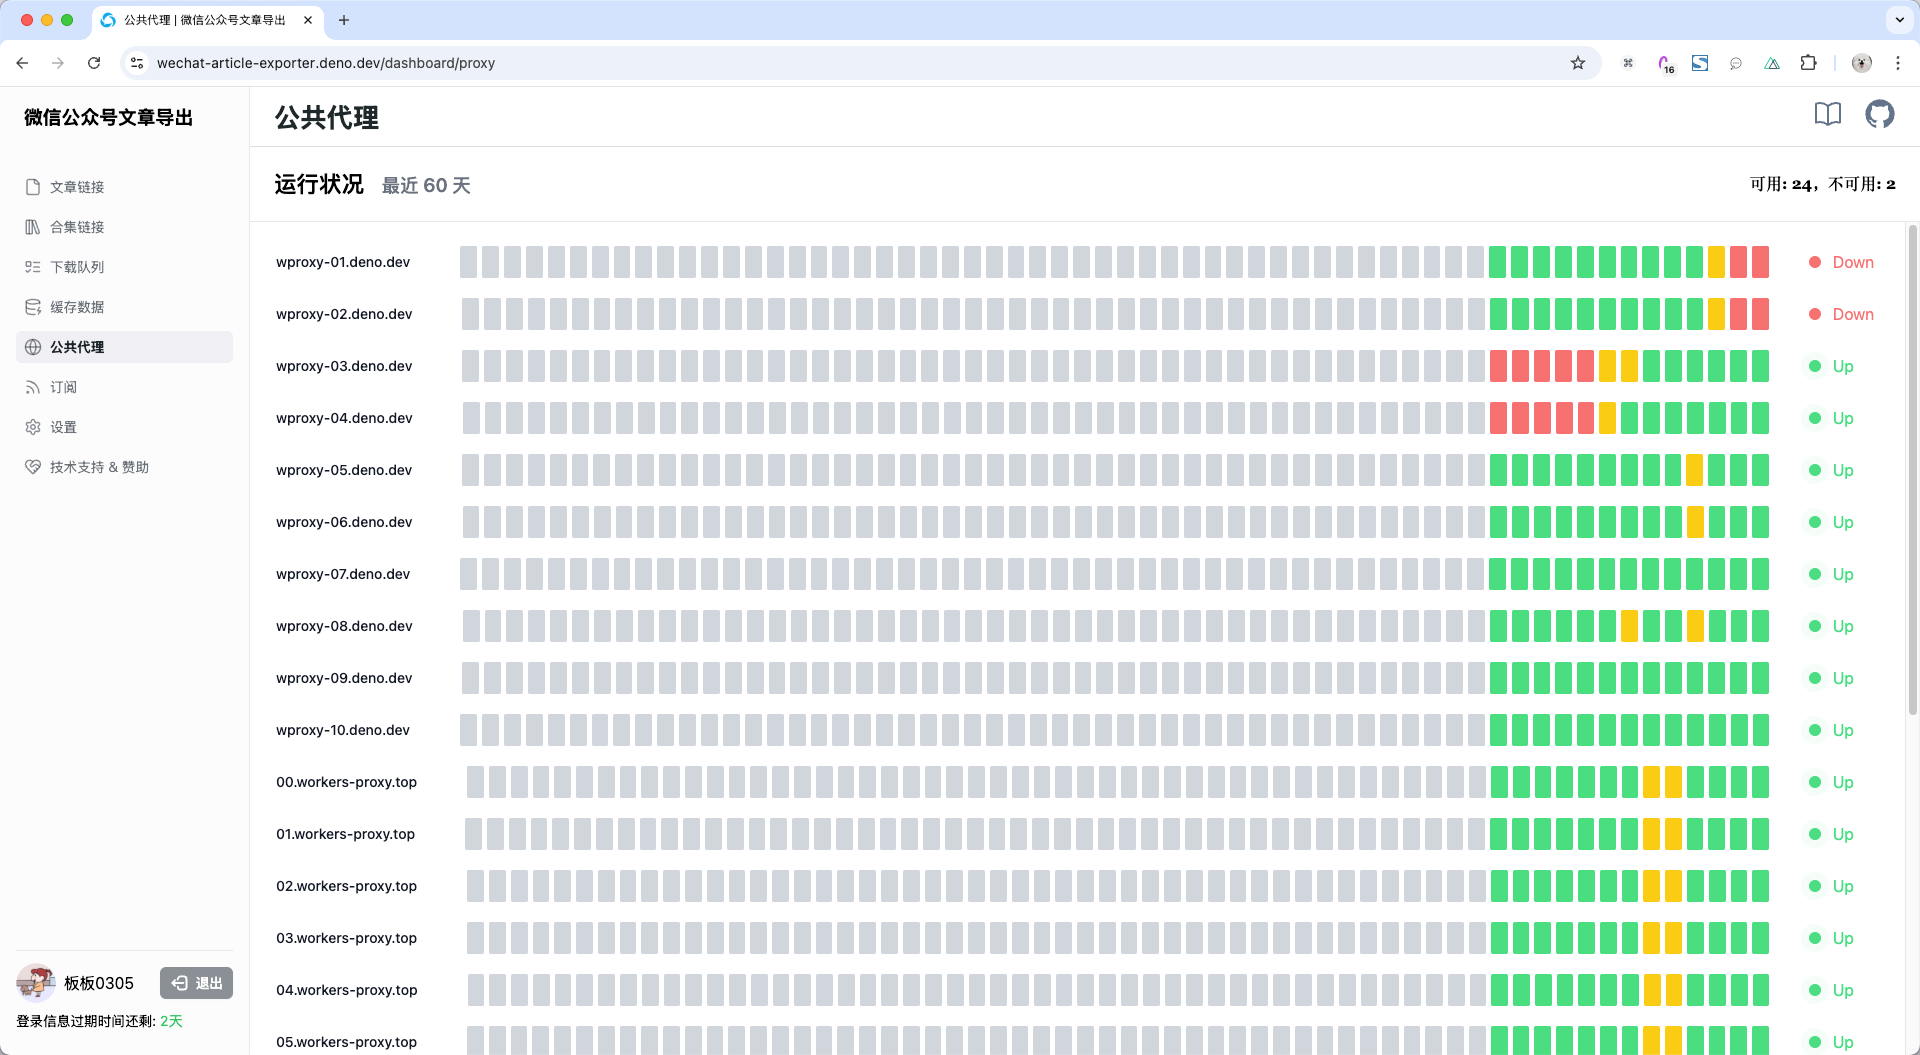 公共代理 | 微信公众号文章导出
wechat-article-exporter.deno.dev/dashboard/proxy
16
微信公众号文章导出
公共代理
文章链接
合集链接
下载队列
缓存数据
公共代理
订阅
设置
技术支持 & 赞助
板板0305
退出
登录信息过期时间还剩: 2天
运行状况 最近 60 天
可用: 24，不可用: 2
wproxy-01.deno.dev Down
wproxy-02.deno.dev Down
wproxy-03.deno.dev Up
wproxy-04.deno.dev Up
wproxy-05.deno.dev Up
wproxy-06.deno.dev Up
wproxy-07.deno.dev Up
wproxy-08.deno.dev Up
wproxy-09.deno.dev Up
wproxy-10.deno.dev Up
00.workers-proxy.top Up
01.workers-proxy.top Up
02.workers-proxy.top Up
03.workers-proxy.top Up
04.workers-proxy.top Up
05.workers-proxy.top Up